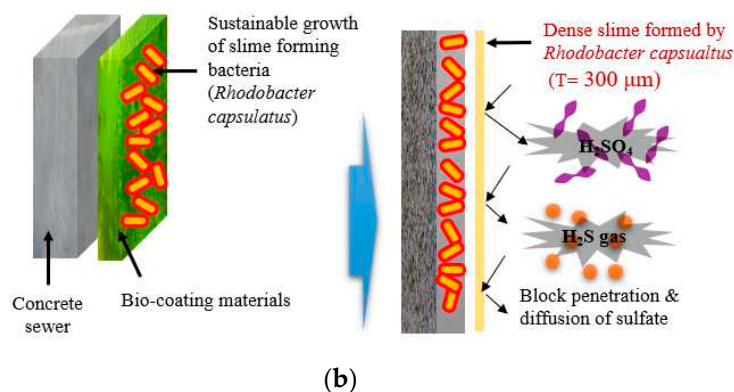 Sustainable growth
of slime forming
bacteria
(Rhodobacter
capsulatus)
Concrete
sewer
Bio-coating materials
Dense slime formed by
Rhodobacter capsualtus
(T= 300 μm)
H₂SO₄
H₂S gas
Block penetration &
diffusion of sulfate
(b)